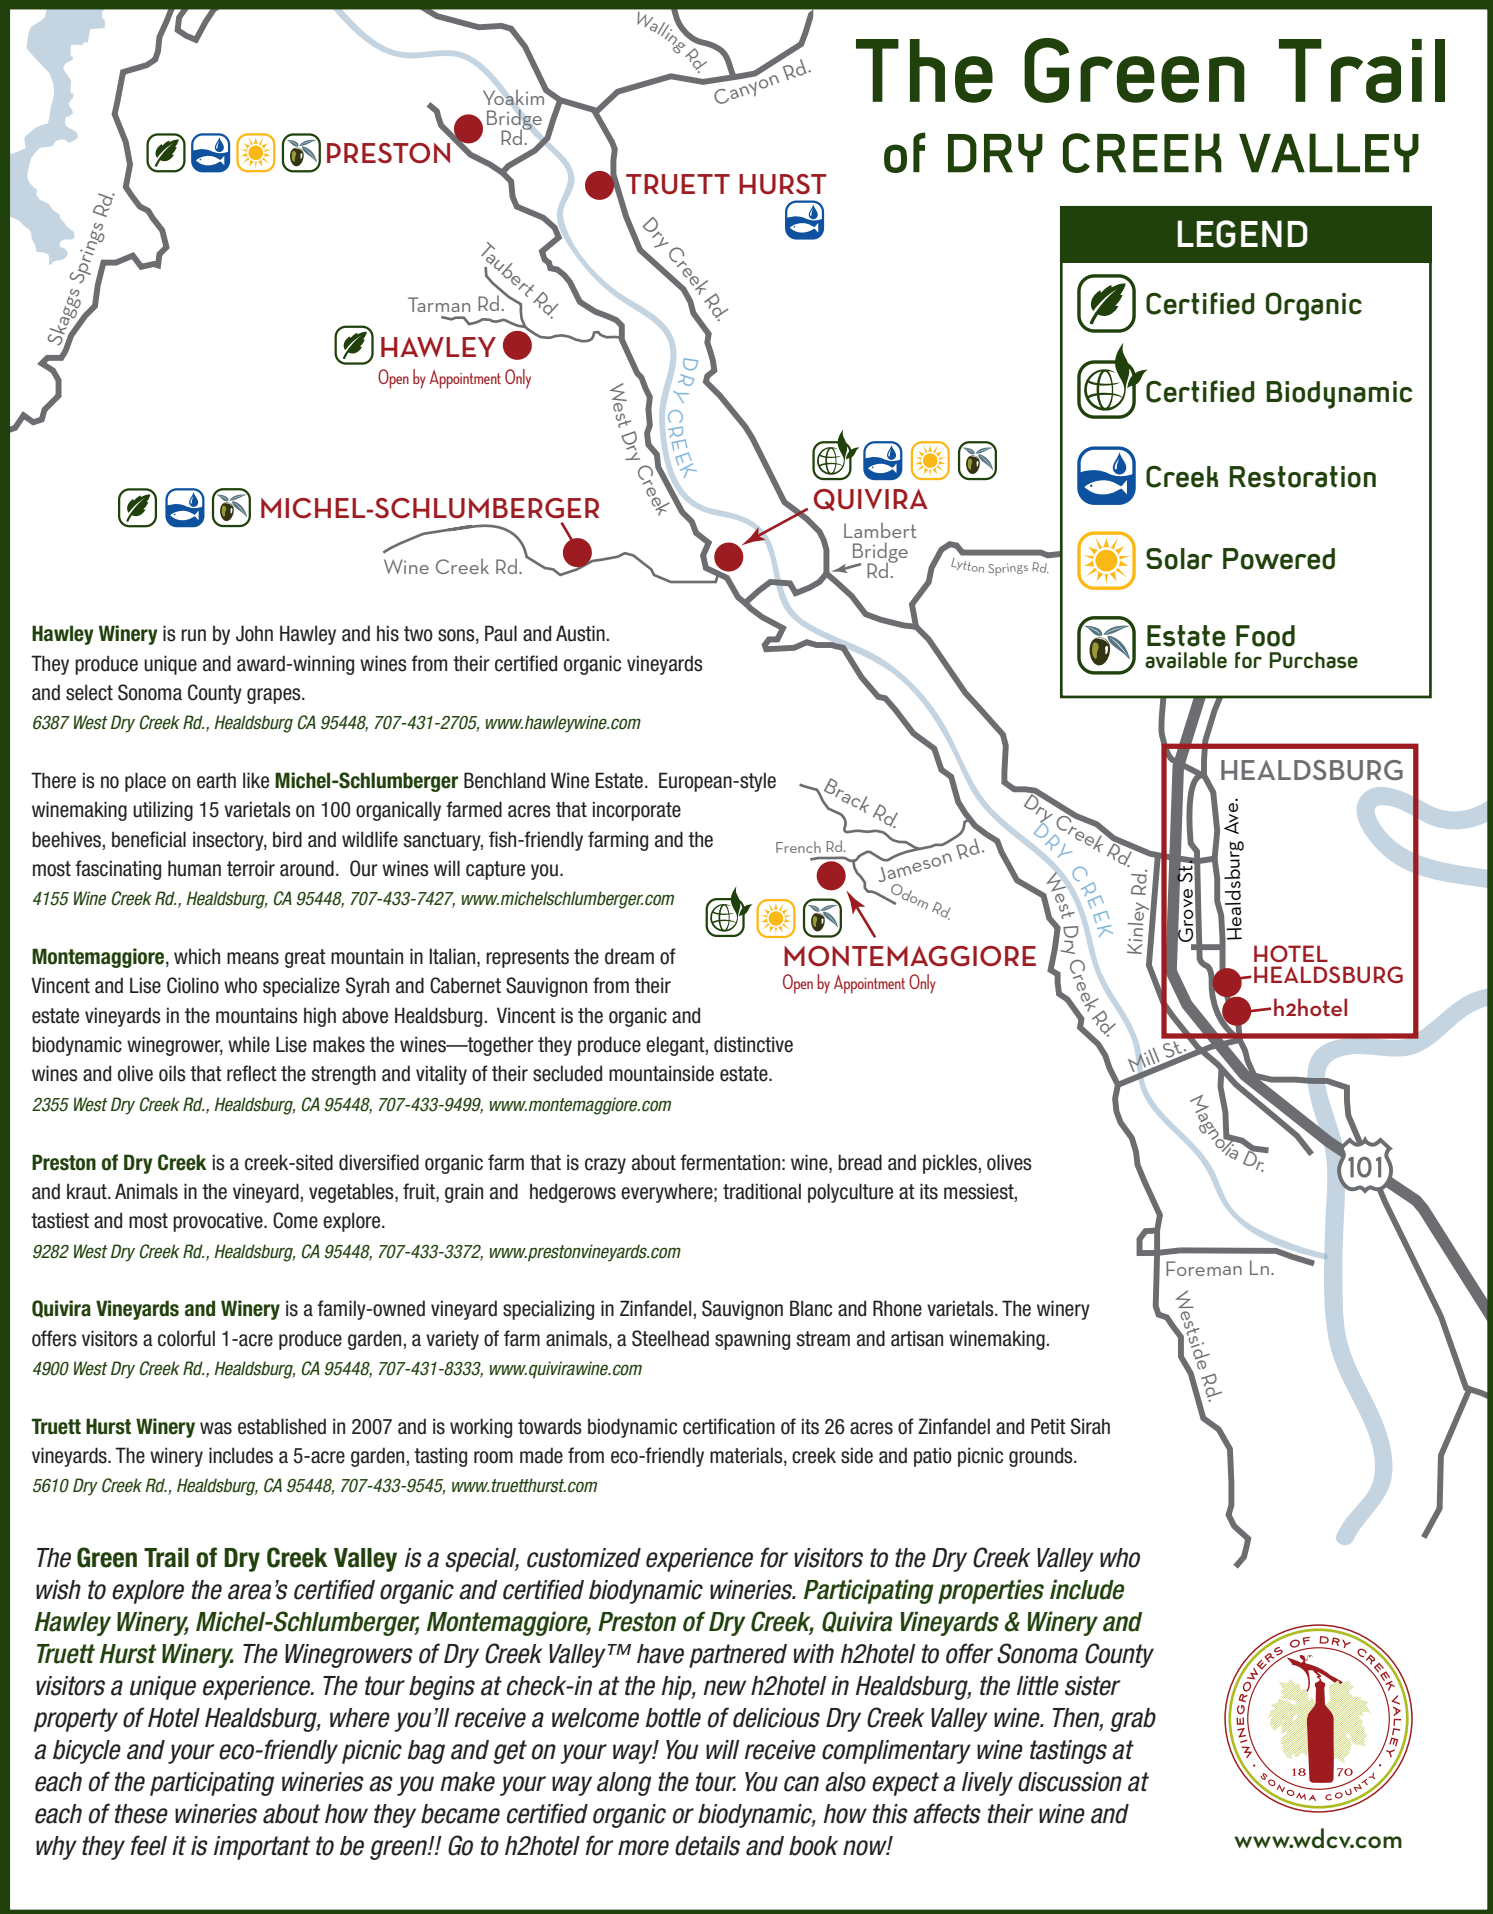 The Green Trail
of DRY CREEK VALLEY
LEGEND
Certified Organic
Certified Biodynamic
Creek Restoration
Solar Powered
Estate Food
available for Purchase
Walling Rd.
Canyon Rd.
Yoakim
Bridge
Rd.
PRESTON
TRUETT HURST
Skaggs Springs Rd.
Dry Creek Rd.
Taubert Rd.
Tarman Rd.
HAWLEY
Open by Appointment Only
DRY CREEK
West Dry Creek
QUIVIRA
MICHEL-SCHLUMBERGER
Lambert
Bridge
Rd.
Wine Creek Rd.
Lytton Springs Rd.
Hawley Winery is run by John Hawley and his two sons, Paul and Austin.
They produce unique and award-winning wines from their certified organic vineyards
and select Sonoma County grapes.
6387 West Dry Creek Rd., Healdsburg CA 95448, 707-431-2705, www.hawleywine.com
There is no place on earth like Michel-Schlumberger Benchland Wine Estate. European-style
winemaking utilizing 15 varietals on 100 organically farmed acres that incorporate
beehives, beneficial insectory, bird and wildlife sanctuary, fish-friendly farming and the
most fascinating human terroir around. Our wines will capture you.
4155 Wine Creek Rd., Healdsburg, CA 95448, 707-433-7427, www.michelschlumberger.com
Brack Rd.
French Rd.
Jameson Rd.
Odom Rd.
MONTEMAGGIORE
Open by Appointment Only
Dry Creek Rd.
DRY CREEK
West Dry Creek Rd.
Kinley Rd.
Grove St.
Healdsburg Ave.
HEALDSBURG
HOTEL
HEALDSBURG
h2hotel
Mill St.
Magnolia Dr.
101
Foreman Ln.
Westside Rd.
Montemaggiore, which means great mountain in Italian, represents the dream of
Vincent and Lise Ciolino who specialize Syrah and Cabernet Sauvignon from their
estate vineyards in the mountains high above Healdsburg. Vincent is the organic and
biodynamic winegrower, while Lise makes the wines—together they produce elegant, distinctive
wines and olive oils that reflect the strength and vitality of their secluded mountainside estate.
2355 West Dry Creek Rd., Healdsburg, CA 95448, 707-433-9499, www.montemaggiore.com
Preston of Dry Creek is a creek-sited diversified organic farm that is crazy about fermentation: wine, bread and pickles, olives
and kraut. Animals in the vineyard, vegetables, fruit, grain and hedgerows everywhere; traditional polyculture at its messiest,
tastiest and most provocative. Come explore.
9282 West Dry Creek Rd., Healdsburg, CA 95448, 707-433-3372, www.prestonvineyards.com
Quivira Vineyards and Winery is a family-owned vineyard specializing in Zinfandel, Sauvignon Blanc and Rhone varietals. The winery
offers visitors a colorful 1-acre produce garden, a variety of farm animals, a Steelhead spawning stream and artisan winemaking.
4900 West Dry Creek Rd., Healdsburg, CA 95448, 707-431-8333, www.quivirawine.com
Truett Hurst Winery was established in 2007 and is working towards biodynamic certification of its 26 acres of Zinfandel and Petit Sirah
vineyards. The winery includes a 5-acre garden, tasting room made from eco-friendly materials, creek side and patio picnic grounds.
5610 Dry Creek Rd., Healdsburg, CA 95448, 707-433-9545, www.truetthurst.com
The Green Trail of Dry Creek Valley is a special, customized experience for visitors to the Dry Creek Valley who
wish to explore the area's certified organic and certified biodynamic wineries. Participating properties include
Hawley Winery, Michel-Schlumberger, Montemaggiore, Preston of Dry Creek, Quivira Vineyards & Winery and
Truett Hurst Winery. The Winegrowers of Dry Creek Valley™ have partnered with h2hotel to offer Sonoma County
visitors a unique experience. The tour begins at check-in at the hip, new h2hotel in Healdsburg, the little sister
property of Hotel Healdsburg, where you'll receive a welcome bottle of delicious Dry Creek Valley wine. Then, grab
a bicycle and your eco-friendly picnic bag and get on your way! You will receive complimentary wine tastings at
each of the participating wineries as you make your way along the tour. You can also expect a lively discussion at
each of these wineries about how they became certified organic or biodynamic, how this affects their wine and
why they feel it is important to be green!! Go to h2hotel for more details and book now!
WINEGROWERS OF DRY CREEK VALLEY
18 70
• SONOMA COUNTY •
www.wdcv.com